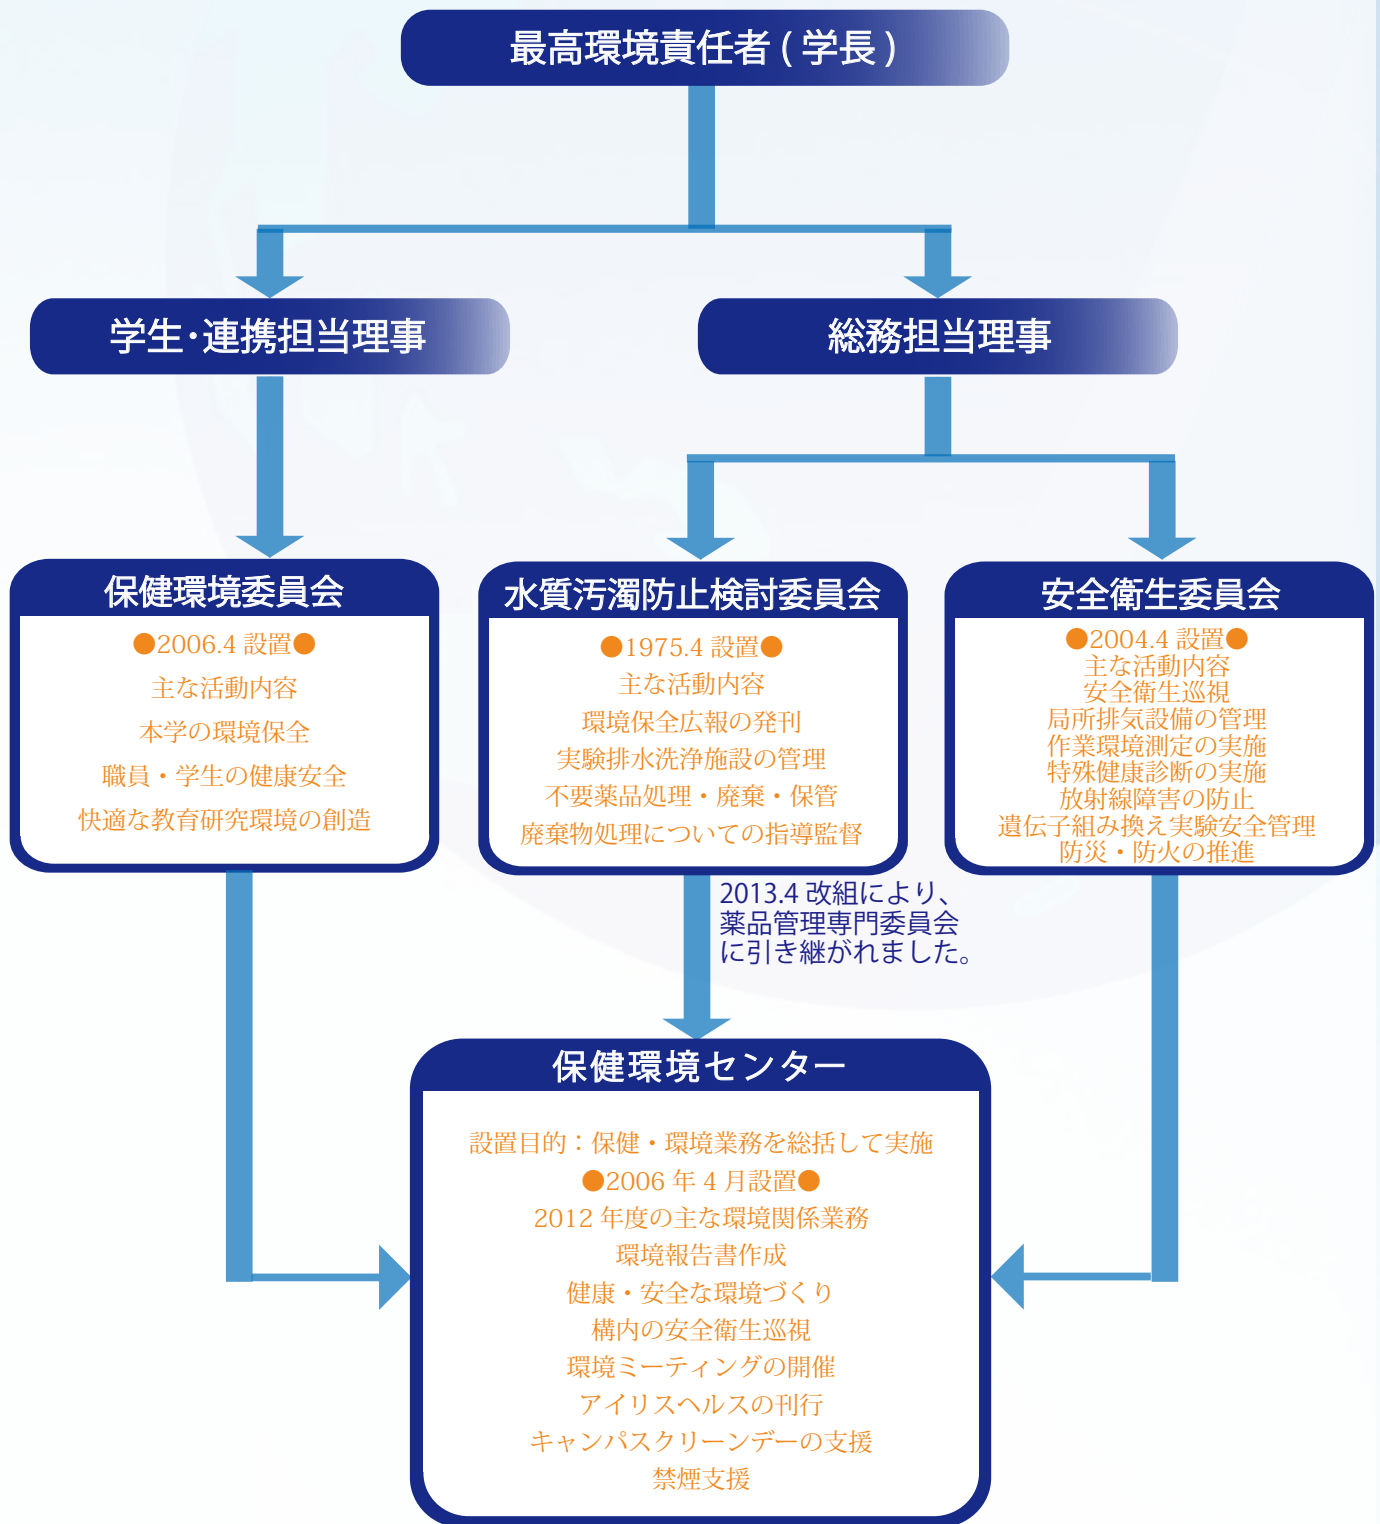 最高環境責任者 ( 学長 )
学生･連携担当理事
総務担当理事
保健環境委員会
●2006.4 設置●
主な活動内容
本学の環境保全
職員・学生の健康安全
快適な教育研究環境の創造
水質汚濁防止検討委員会
●1975.4 設置●
主な活動内容
環境保全広報の発刊
実験排水洗浄施設の管理
不要薬品処理・廃棄・保管
廃棄物処理についての指導監督
安全衛生委員会
●2004.4 設置●
主な活動内容
安全衛生巡視
局所排気設備の管理
作業環境測定の実施
特殊健康診断の実施
放射線障害の防止
遺伝子組み換え実験安全管理
防災・防火の推進
2013.4 改組により、
薬品管理専門委員会
に引き継がれました。
保健環境センター
設置目的：保健・環境業務を総括して実施
●2006 年 4 月設置●
2012 年度の主な環境関係業務
環境報告書作成
健康・安全な環境づくり
構内の安全衛生巡視
環境ミーティングの開催
アイリスヘルスの刊行
キャンパスクリーンデーの支援
禁煙支援